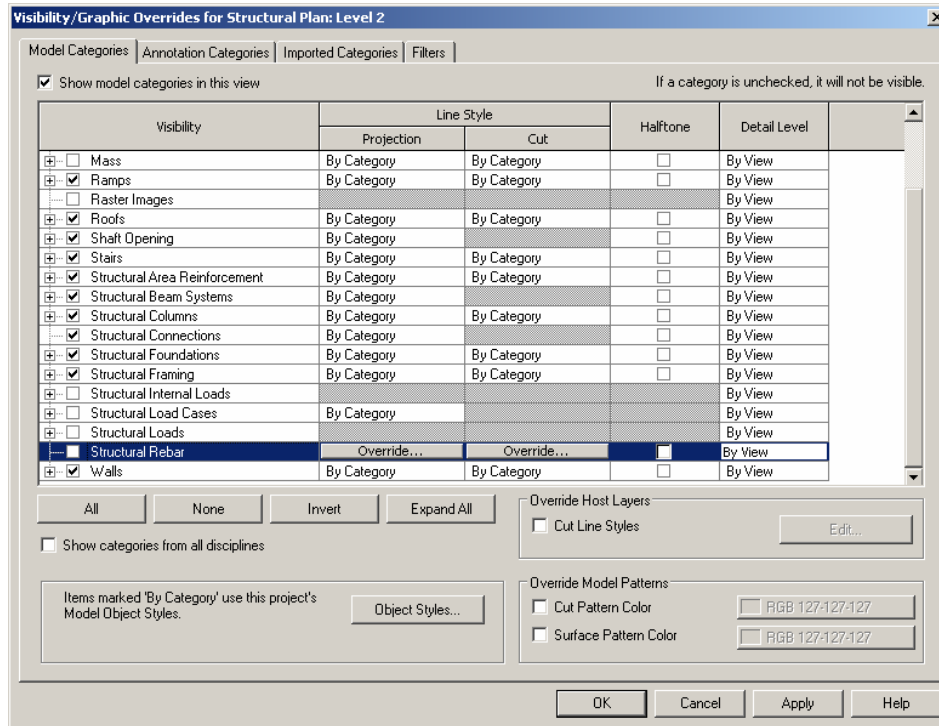 Visibility/Graphic Overrides for Structural Plan: Level 2
Model Categories Annotation Categories Imported Categories Filters
Show model categories in this view If a category is unchecked, it will not be visible.
Visibility Line Style Halftone Detail Level
Projection Cut
Mass By Category By Category By View
Ramps By Category By Category By View
Raster Images By View
Roofs By Category By Category By View
Shaft Opening By Category By View
Stairs By Category By Category By View
Structural Area Reinforcement By Category By Category By View
Structural Beam Systems By Category By View
Structural Columns By Category By Category By View
Structural Connections By Category By View
Structural Foundations By Category By Category By View
Structural Framing By Category By Category By View
Structural Internal Loads By View
Structural Load Cases By Category By View
Structural Loads By View
Structural Rebar Override... Override... By View
Walls By Category By Category By View
All None Invert Expand All
Override Host Layers
Cut Line Styles Edit...
Show categories from all disciplines
Items marked 'By Category' use this project's
Model Object Styles.
Object Styles...
Override Model Patterns
Cut Pattern Color RGB 127-127-127
Surface Pattern Color RGB 127-127-127
OK Cancel Apply Help